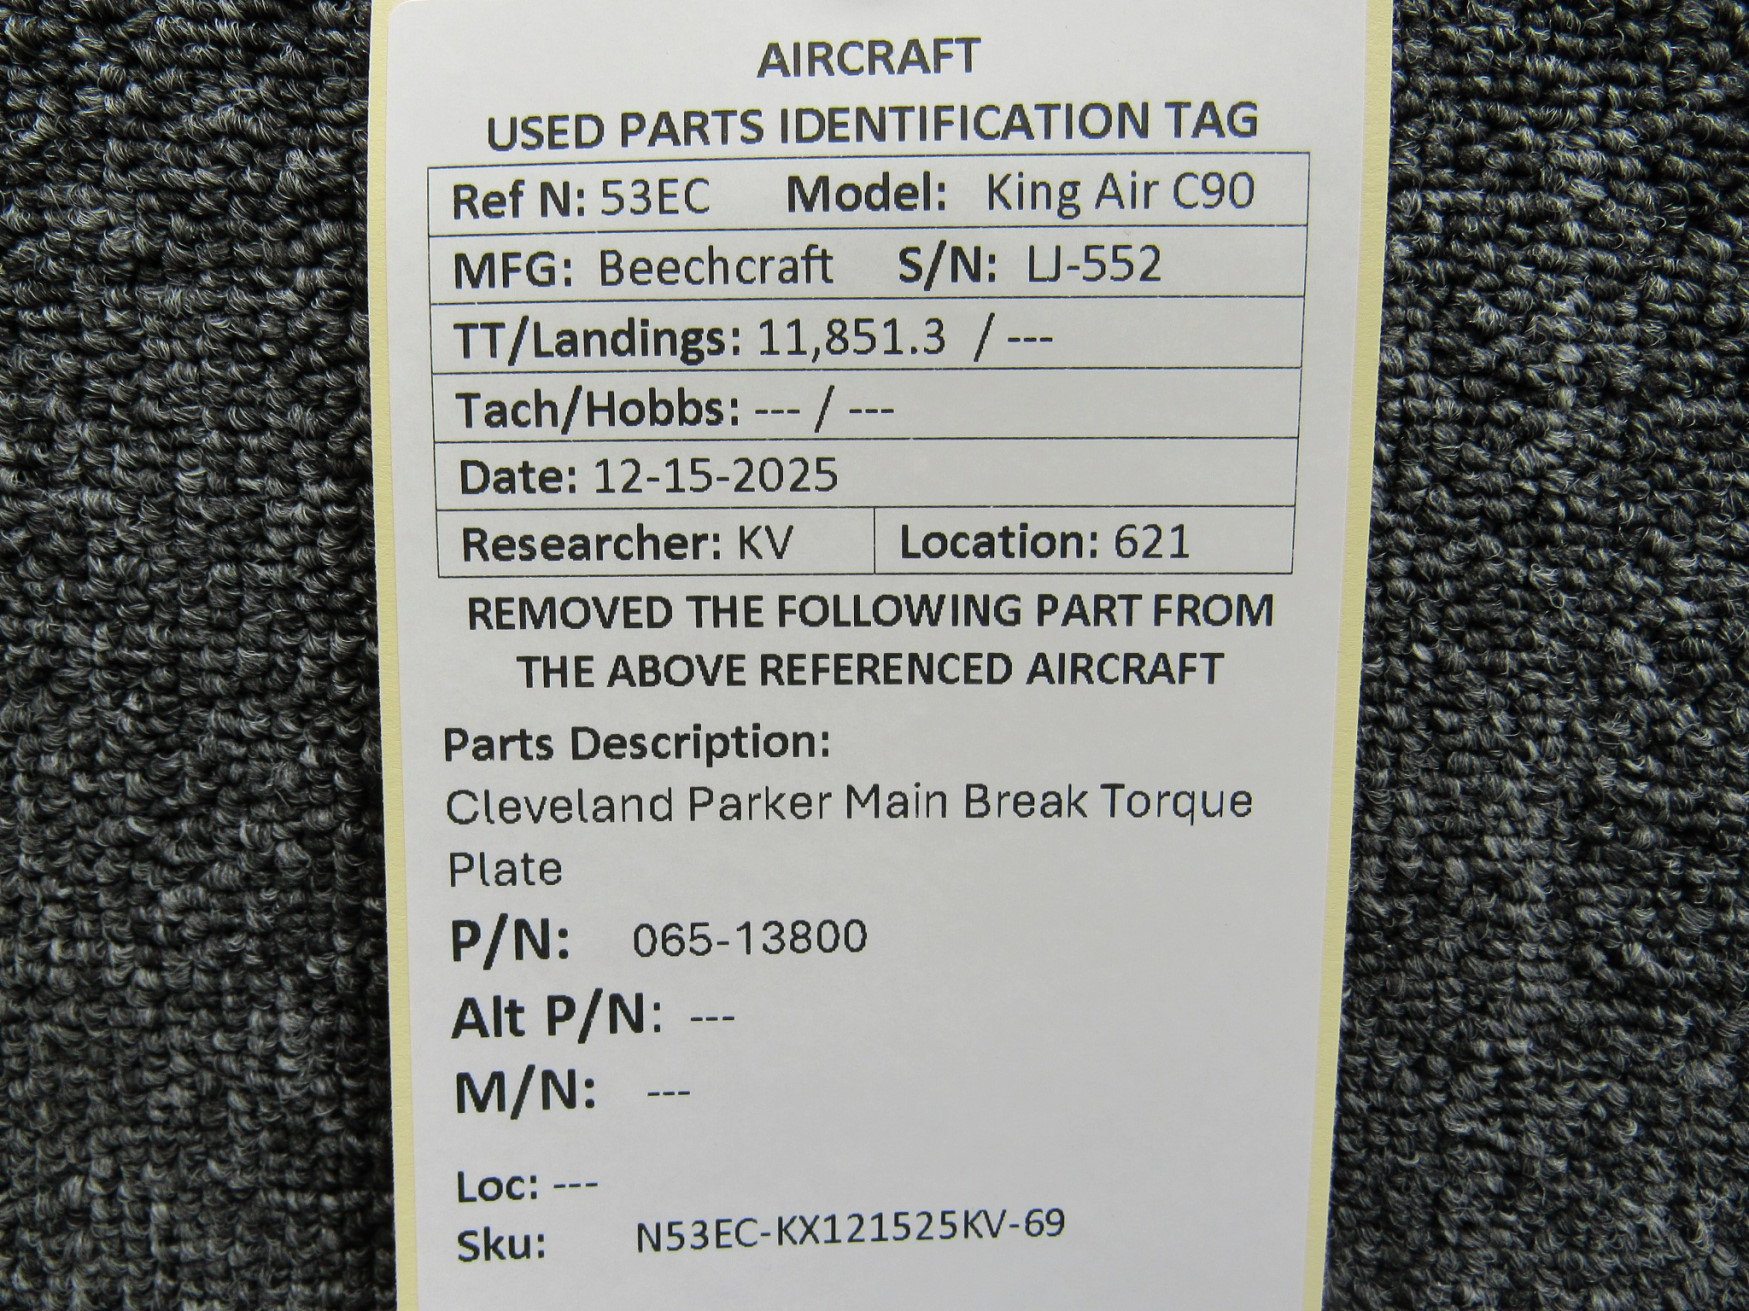 AIRCRAFT
USED PARTS IDENTIFICATION TAG
Ref N: 53EC Model: King Air C90
MFG: Beechcraft S/N: LJ-552
TT/Landings: 11,851.3 / ---
Tach/Hobbs: --- / ---
Date: 12-15-2025
Researcher: KV Location: 621
REMOVED THE FOLLOWING PART FROM
THE ABOVE REFERENCED AIRCRAFT
Parts Description:
Cleveland Parker Main Break Torque
Plate
P/N: 065-13800
Alt P/N: ---
M/N: ---
Loc: ---
Sku: N53EC-KX121525KV-69